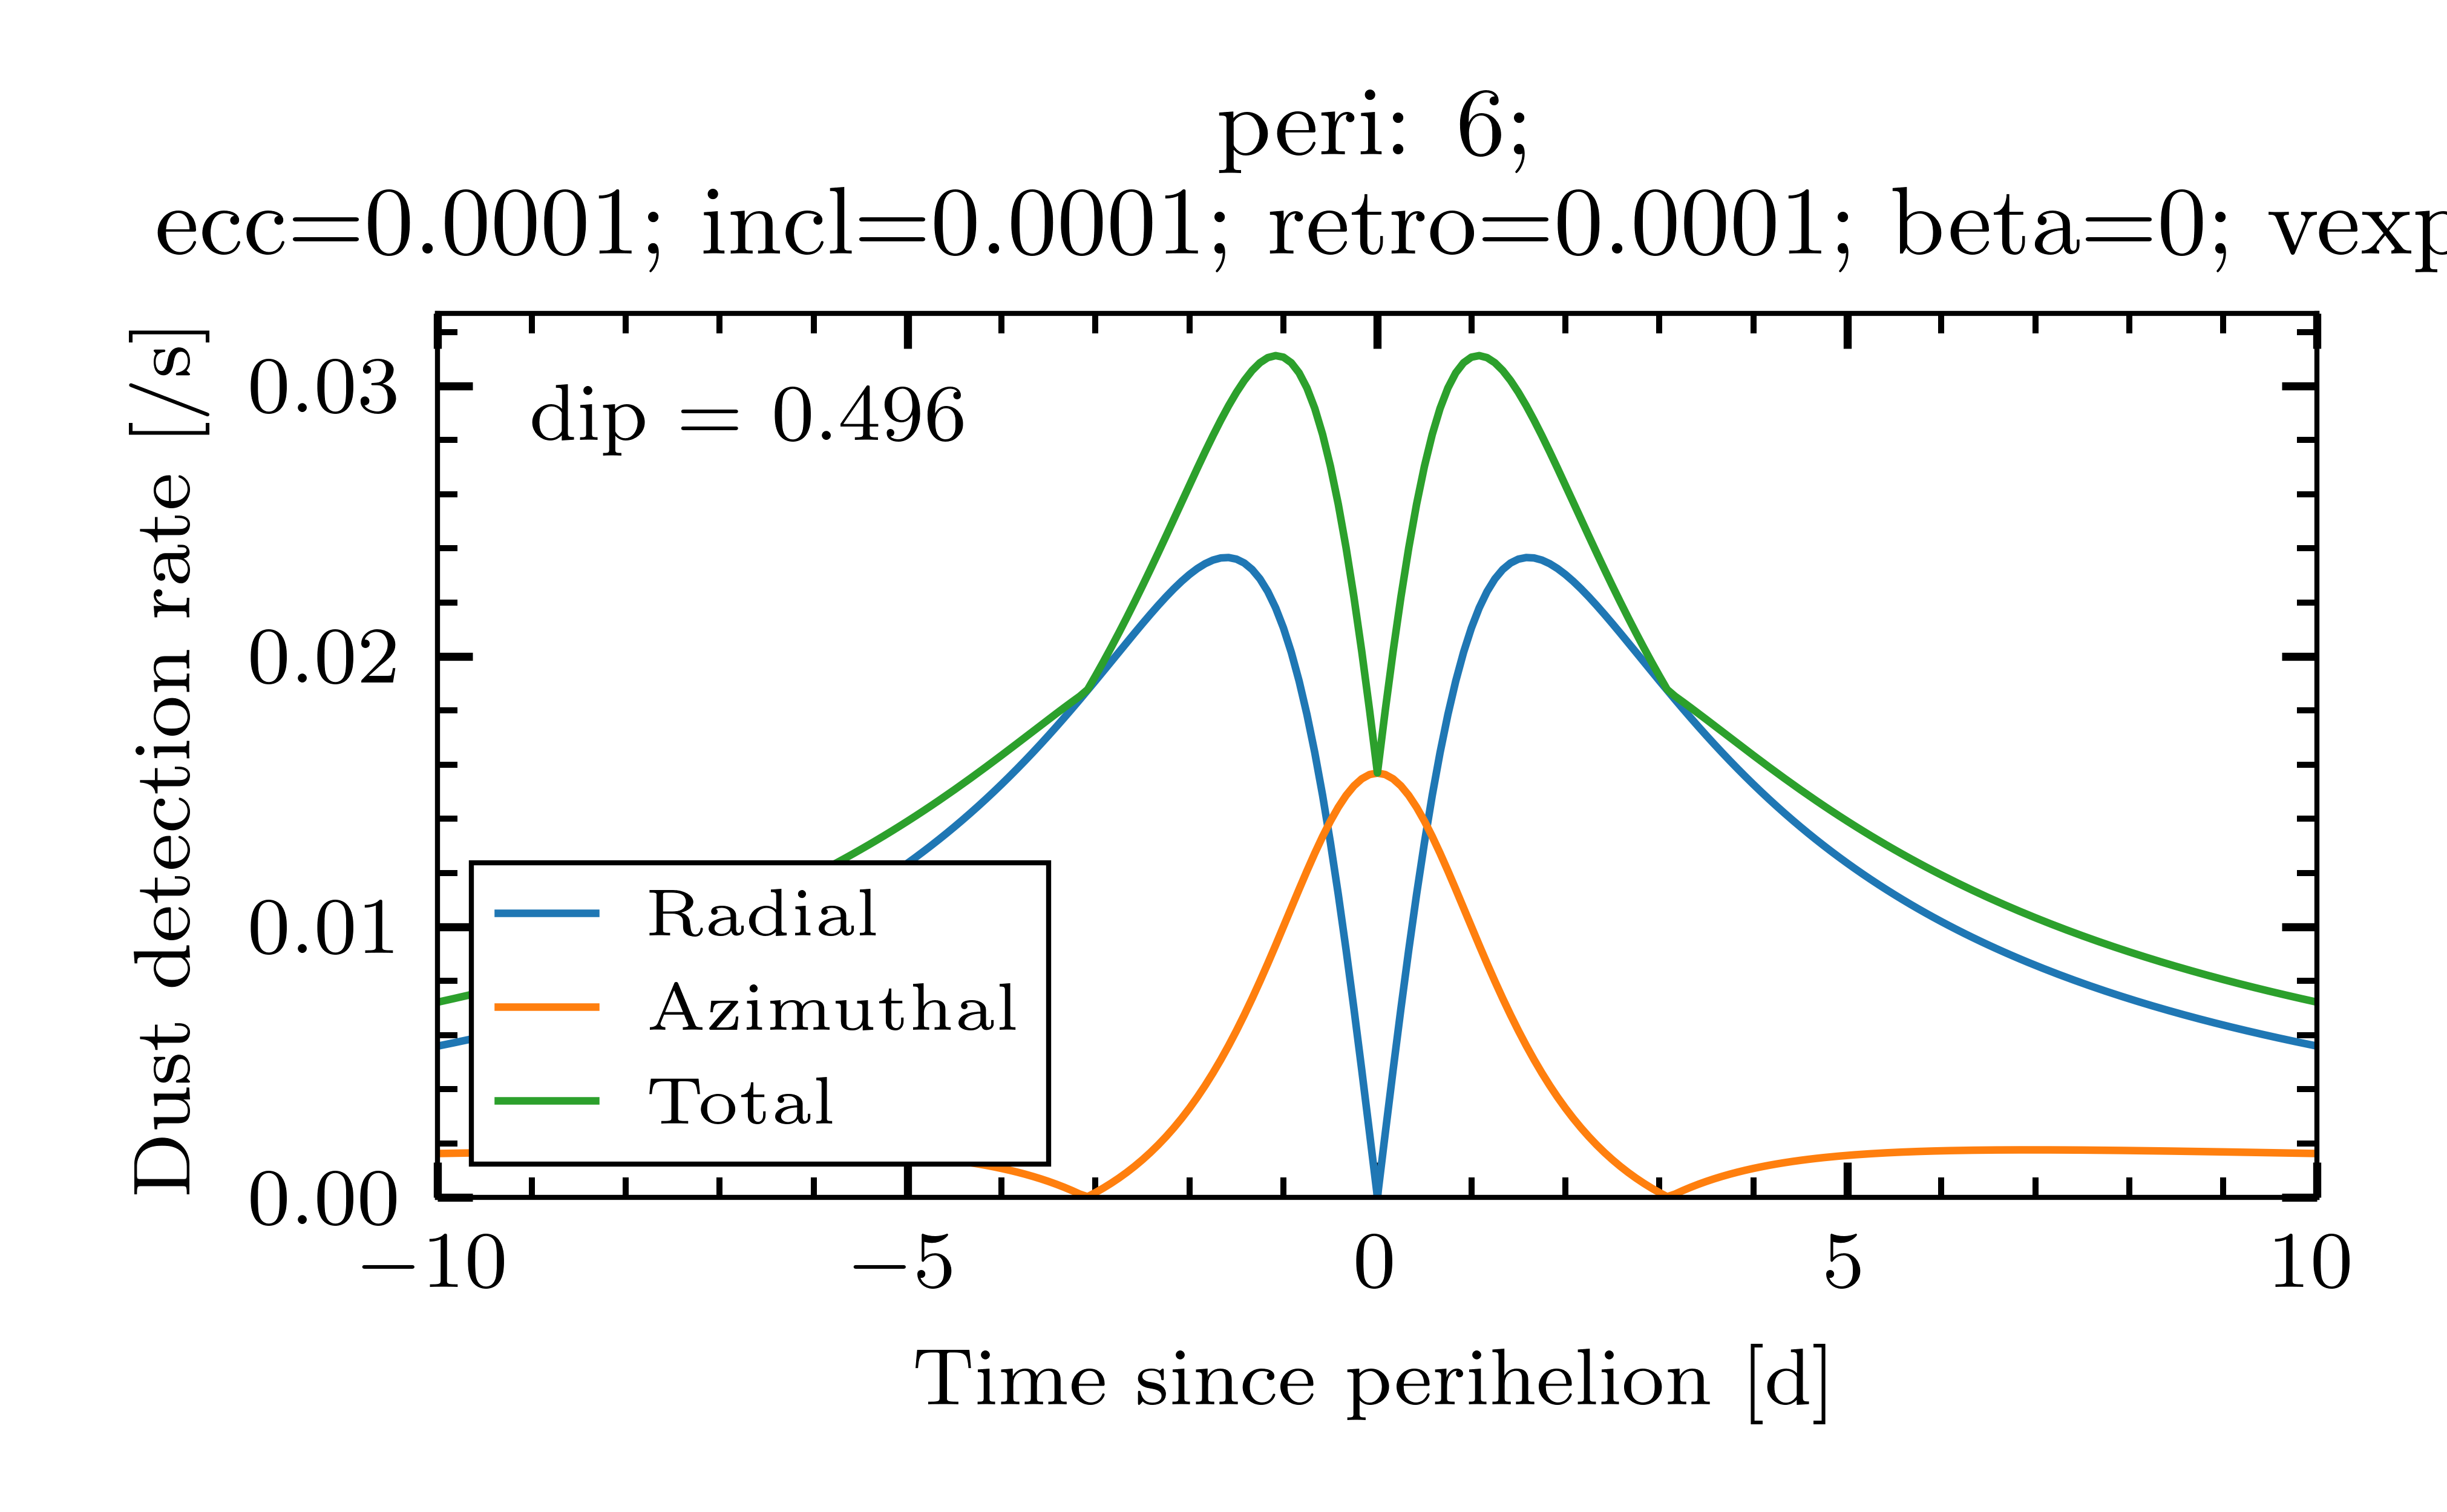 peri: 6;
ecc=0.0001; incl=0.0001; retro=0.0001; beta=0; vexp
Dust detection rate [/s]
0.03
0.02
0.01
0.00
dip = 0.496
Radial
Azimuthal
Total
−10
−5
0
5
10
Time since perihelion [d]